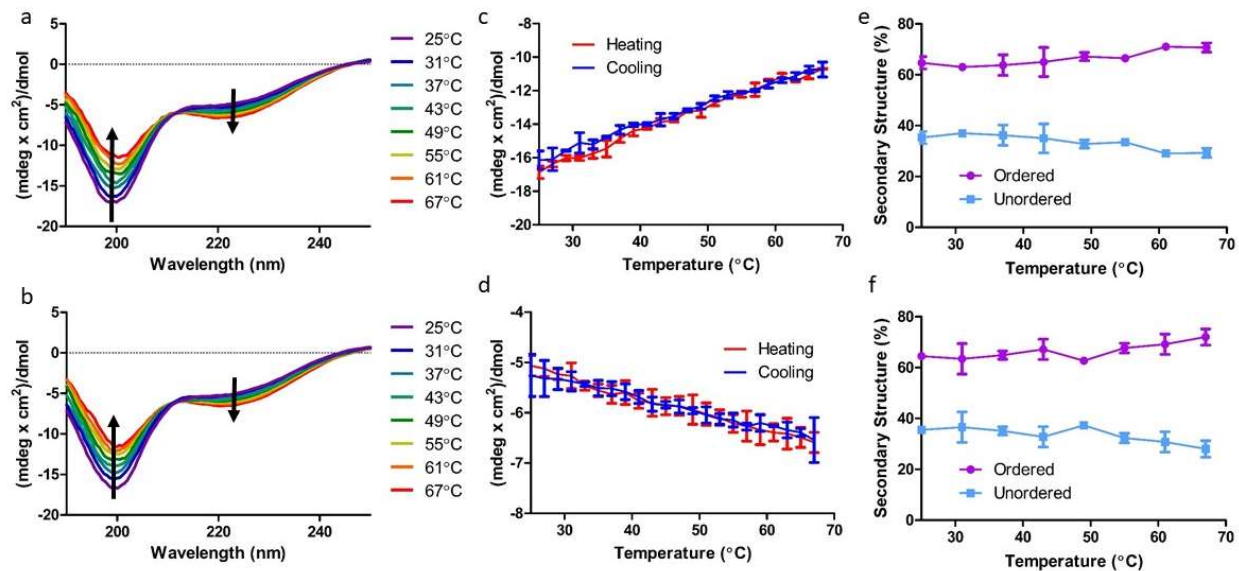 a
5
0
-5
-10
-15
-20
(mdeg x cm²)/dmol
200
220
240
Wavelength (nm)
25°C
31°C
37°C
43°C
49°C
55°C
61°C
67°C
b
5
0
-5
-10
-15
-20
(mdeg x cm²)/dmol
200
220
240
Wavelength (nm)
25°C
31°C
37°C
43°C
49°C
55°C
61°C
67°C
c
-8
-10
-12
-14
-16
-18
-20
(mdeg x cm²)/dmol
Heating
Cooling
30
40
50
60
70
Temperature (°C)
d
-4
-5
-6
-7
-8
(mdeg x cm²)/dmol
Heating
Cooling
30
40
50
60
70
Temperature (°C)
e
80
60
40
20
0
Secondary Structure (%)
Ordered
Unordered
30
40
50
60
70
Temperature (°C)
f
80
60
40
20
0
Secondary Structure (%)
Ordered
Unordered
30
40
50
60
70
Temperature (°C)